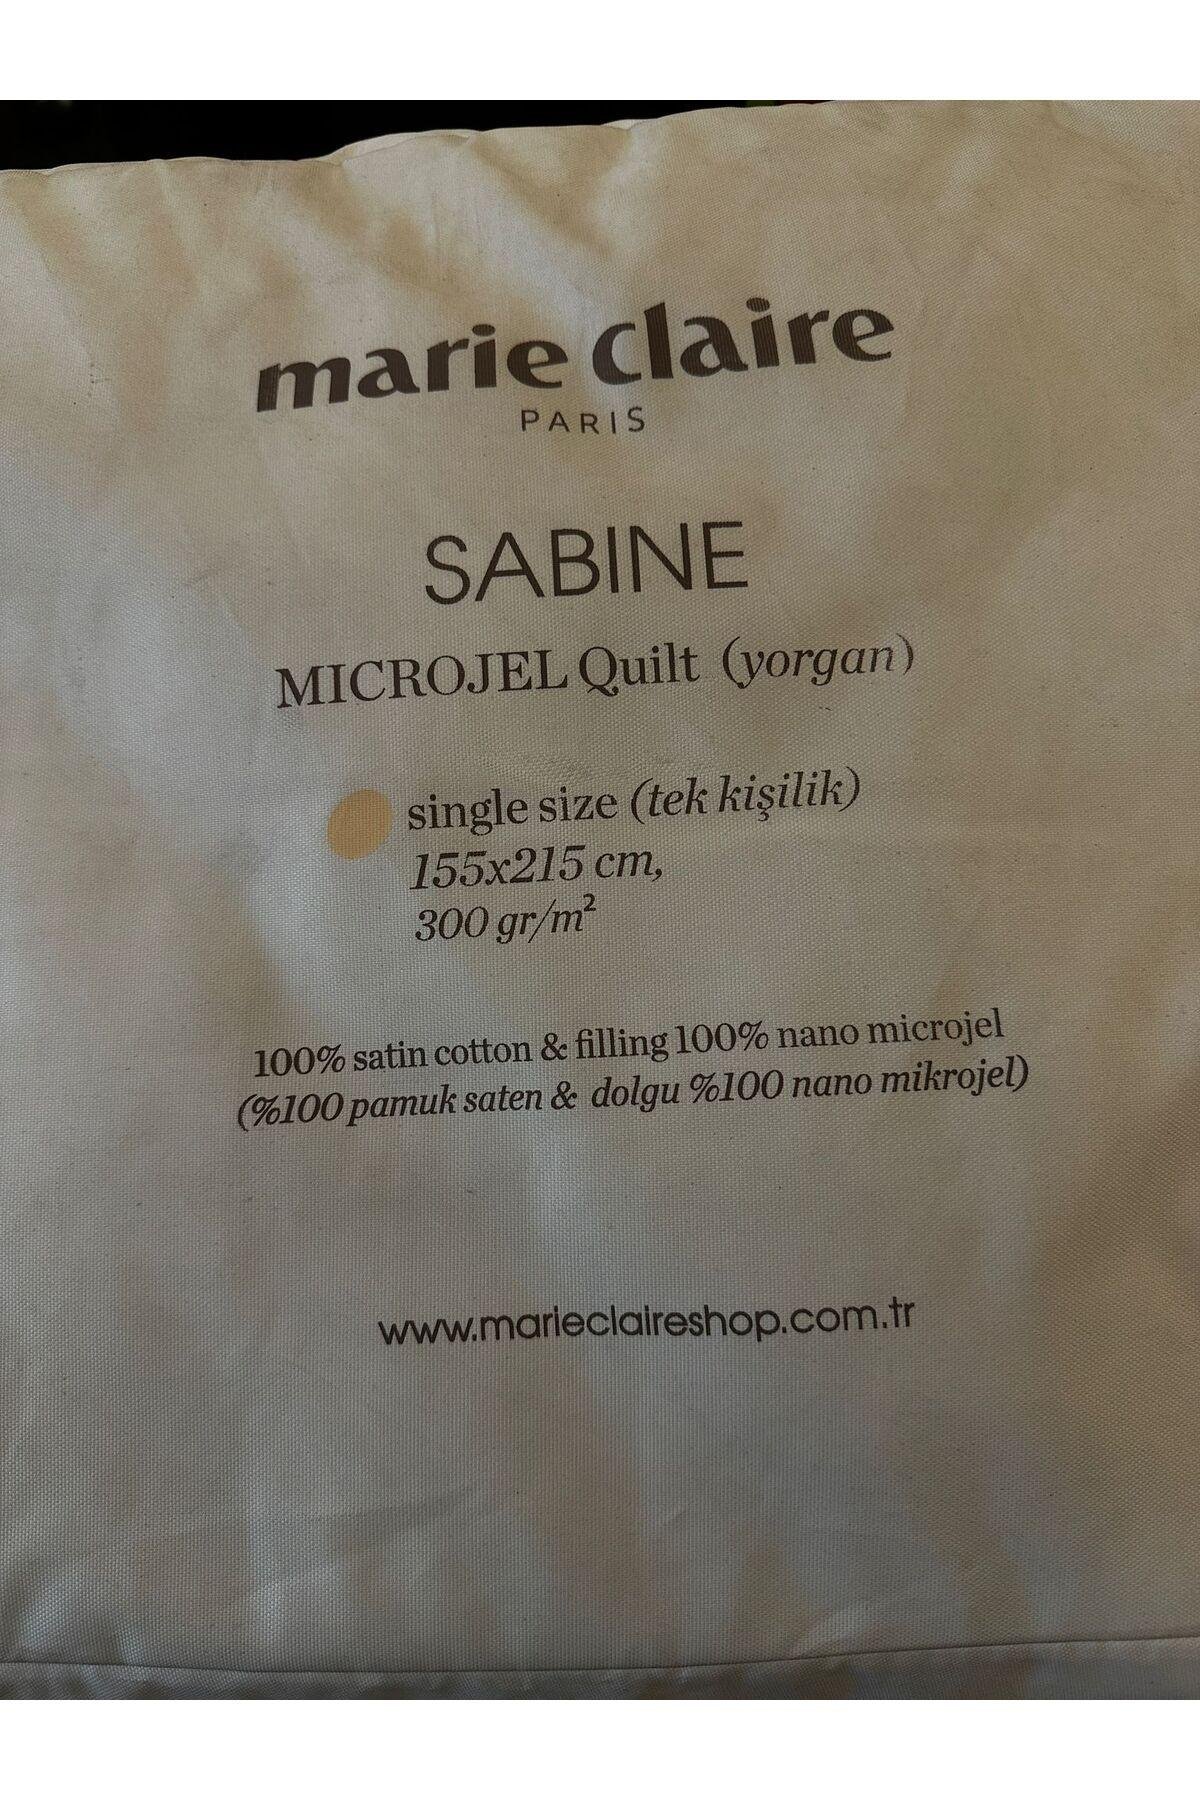 marie claire
PARIS
SABINE
MICROJEL Quilt (yorgan)
single size (tek kişilik)
155x215 cm,
300 gr/m²
100% satin cotton & filling 100% nano microjel
(%100 pamuk saten & dolgu %100 nano mikrojel)
www.marieclaireshop.com.tr